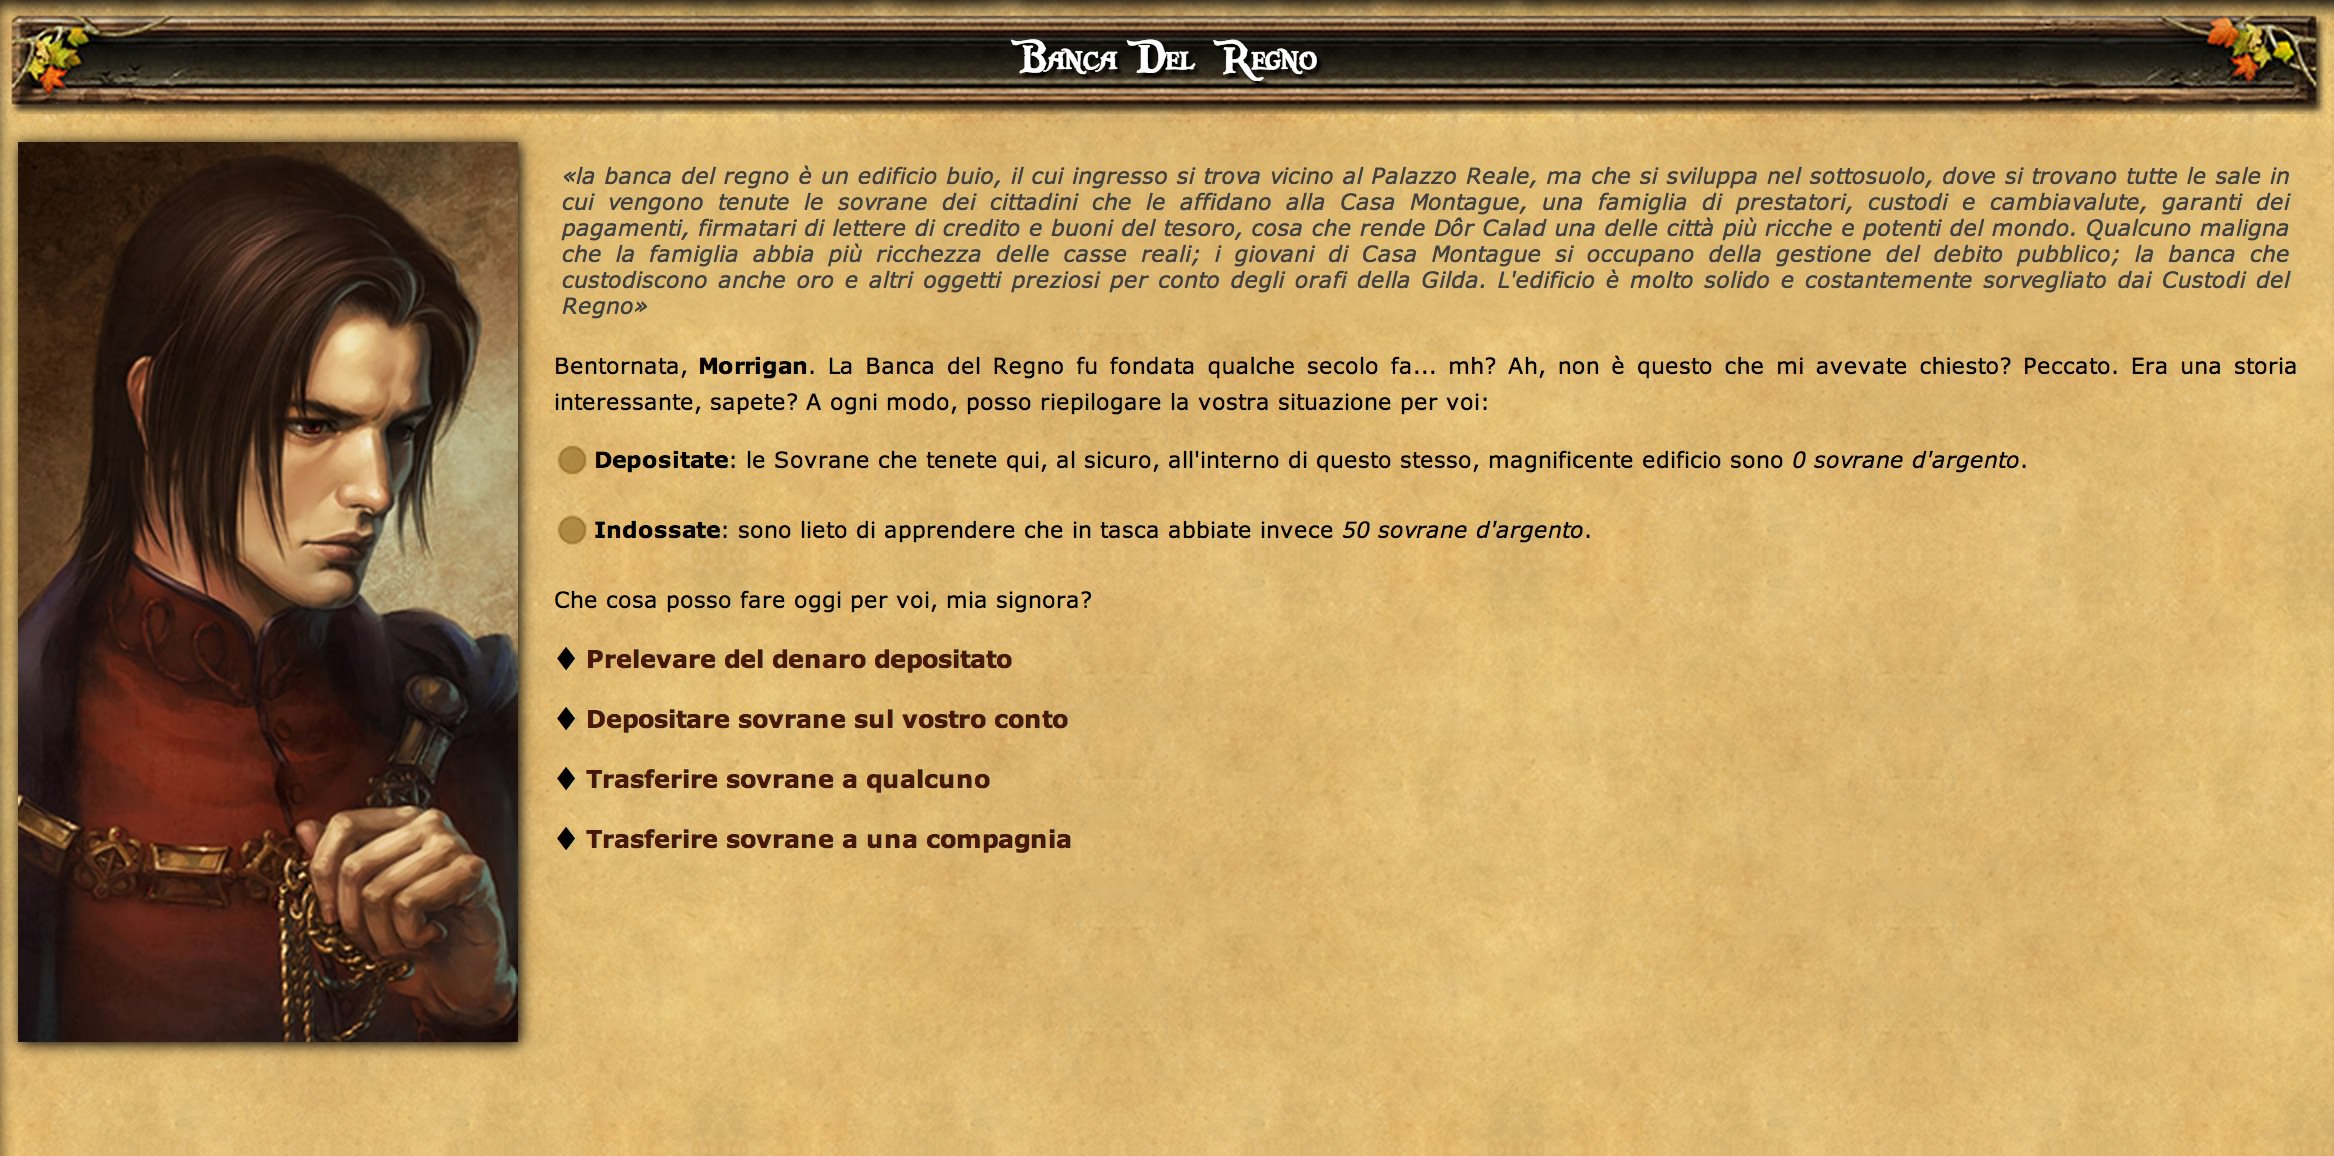 Banca Del Regno
«la banca del regno è un edificio buio, il cui ingresso si trova vicino al Palazzo Reale, ma che si sviluppa nel sottosuolo, dove si trovano tutte le sale in
cui vengono tenute le sovrane dei cittadini che le affidano alla Casa Montague, una famiglia di prestatori, custodi e cambiavalute, garanti dei
pagamenti, firmatari di lettere di credito e buoni del tesoro, cosa che rende Dôr Calad una delle città più ricche e potenti del mondo. Qualcuno maligna
che la famiglia abbia più ricchezza delle casse reali; i giovani di Casa Montague si occupano della gestione del debito pubblico; la banca che
custodiscono anche oro e altri oggetti preziosi per conto degli orafi della Gilda. L'edificio è molto solido e costantemente sorvegliato dai Custodi del
Regno»
Bentornata, Morrigan. La Banca del Regno fu fondata qualche secolo fa... mh? Ah, non è questo che mi avevate chiesto? Peccato. Era una storia
interessante, sapete? A ogni modo, posso riepilogare la vostra situazione per voi:
Depositate: le Sovrane che tenete qui, al sicuro, all'interno di questo stesso, magnificente edificio sono 0 sovrane d'argento.
Indossate: sono lieto di apprendere che in tasca abbiate invece 50 sovrane d'argento.
Che cosa posso fare oggi per voi, mia signora?
♦ Prelevare del denaro depositato
♦ Depositare sovrane sul vostro conto
♦ Trasferire sovrane a qualcuno
♦ Trasferire sovrane a una compagnia